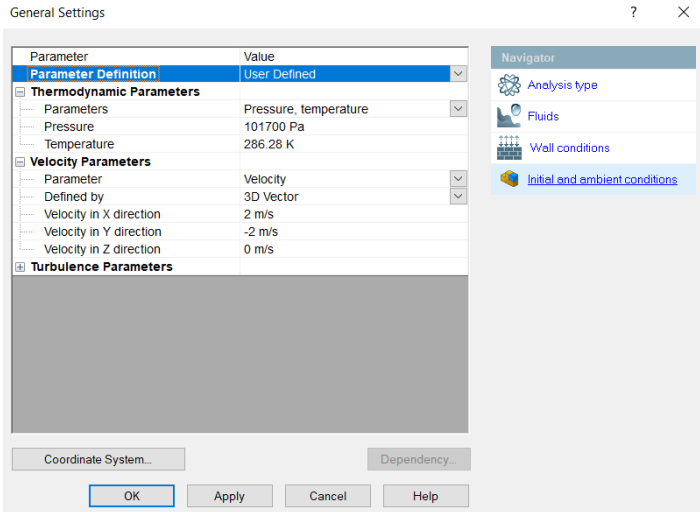 General Settings
?
Parameter Value
Parameter Definition User Defined
Thermodynamic Parameters
Parameters Pressure, temperature
Pressure 101700 Pa
Temperature 286.28 K
Velocity Parameters
Parameter Velocity
Defined by 3D Vector
Velocity in X direction 2 m/s
Velocity in Y direction -2 m/s
Velocity in Z direction 0 m/s
Turbulence Parameters
Coordinate System...
Dependency...
OK Apply Cancel Help
Navigator
Analysis type
Fluids
Wall conditions
Initial and ambient conditions